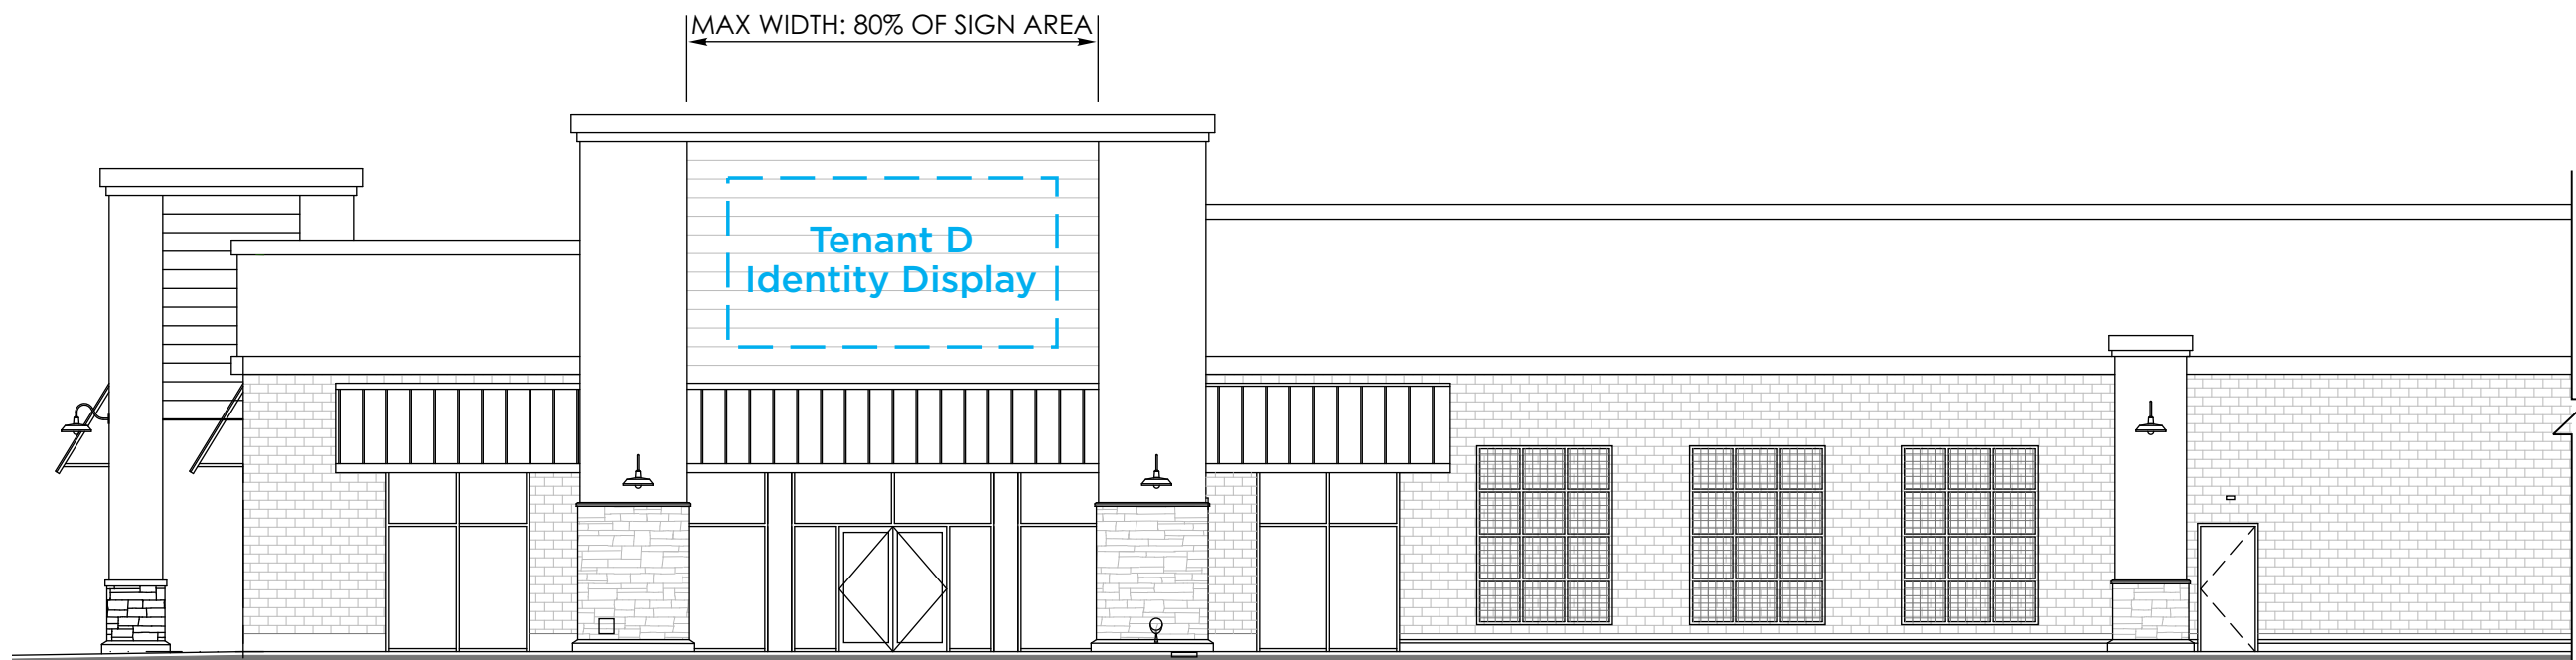 MAX WIDTH: 80% OF SIGN AREA
Tenant D
Identity Display